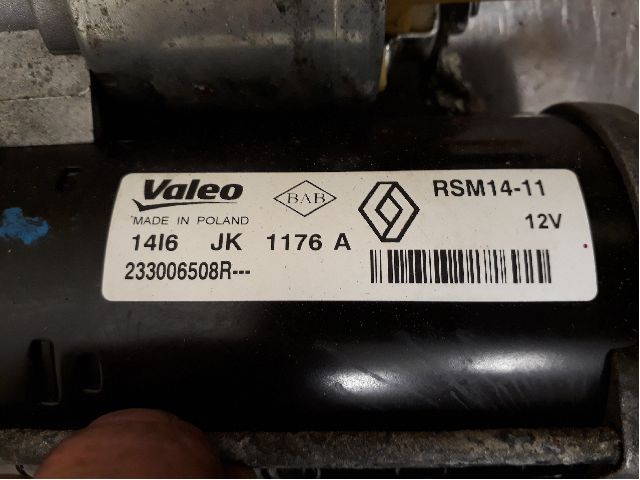 Valeo
MADE IN POLAND
BAB
RSM14-11
12V
14I6 JK 1176 A
233006508R---